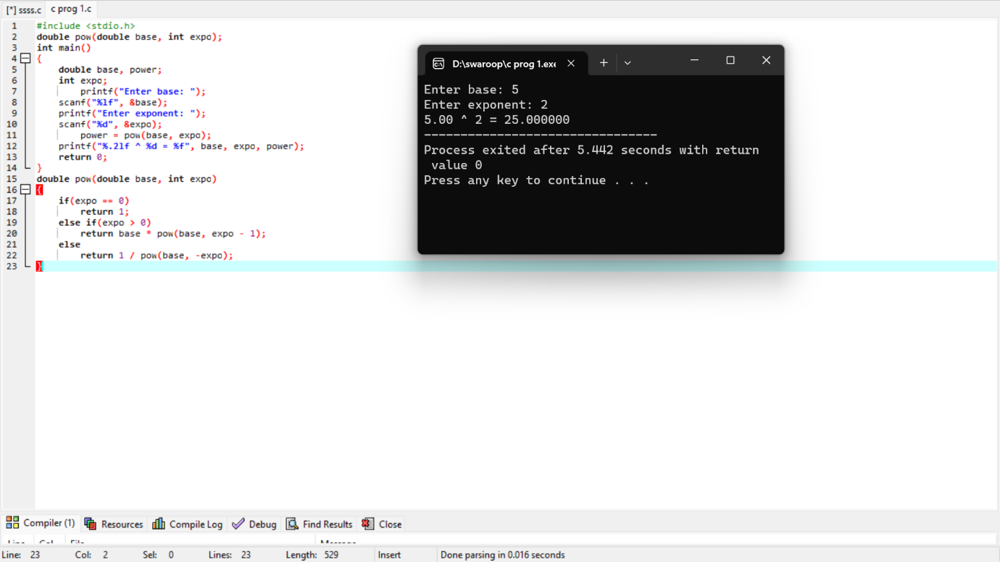 [*] ssss.c c prog 1.c
1 #include <stdio.h>
2 double pow(double base, int expo);
3 int main()
4 {
5 double base, power;
6 int expo;
7 printf("Enter base: ");
8 scanf("%lf", &base);
9 printf("Enter exponent: ");
10 scanf("%d", &expo);
11 power = pow(base, expo);
12 printf("%.2lf ^ %d = %f", base, expo, power);
13 return 0;
14 }
15 double pow(double base, int expo)
16 {
17 if(expo == 0)
18 return 1;
19 else if(expo > 0)
20 return base * pow(base, expo - 1);
21 else
22 return 1 / pow(base, -expo);
23 }
D:\swaroop\c prog 1.exe
Enter base: 5
Enter exponent: 2
5.00 ^ 2 = 25.000000
--------------------------------
Process exited after 5.442 seconds with return
value 0
Press any key to continue . . .
Compiler (1) Resources Compile Log Debug Find Results Close
Line Col File Message
Line: 23 Col: 2 Sel: 0 Lines: 23 Length: 529 Insert Done parsing in 0.016 seconds